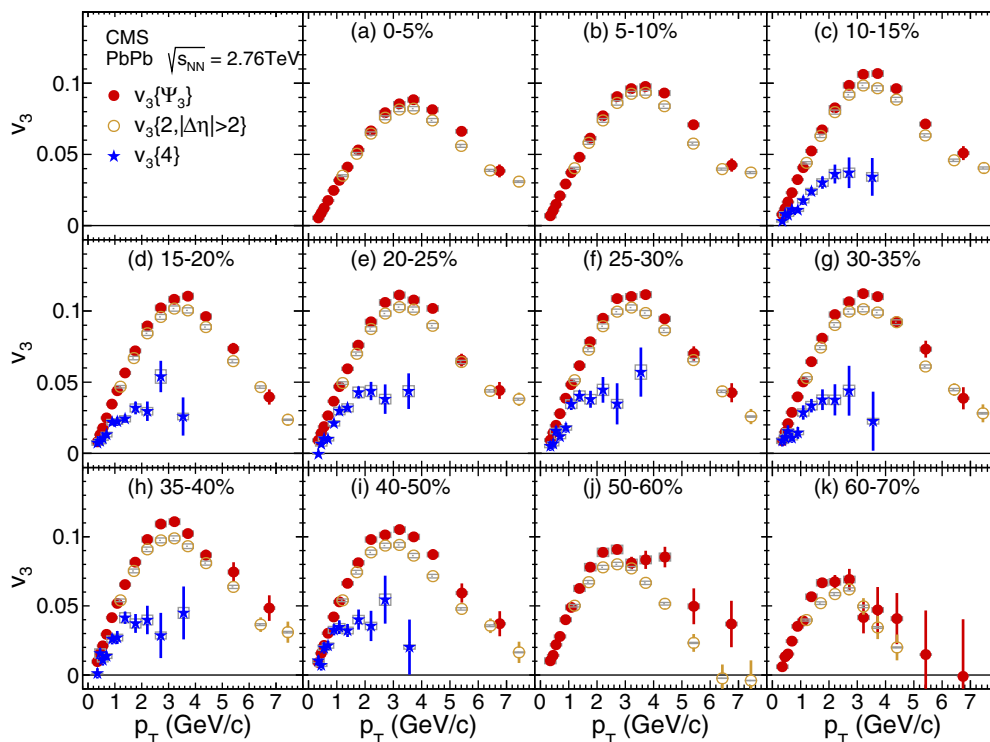 CMS
PbPb √s_NN = 2.76TeV
v₃{Ψ₃}
v₃{2,|Δη|>2}
v₃{4}
(a) 0-5%
(b) 5-10%
(c) 10-15%
v₃
0.1
0.05
0
(d) 15-20%
(e) 20-25%
(f) 25-30%
(g) 30-35%
v₃
0.1
0.05
0
(h) 35-40%
(i) 40-50%
(j) 50-60%
(k) 60-70%
v₃
0.1
0.05
0
0 1 2 3 4 5 6 7
0 1 2 3 4 5 6 7
0 1 2 3 4 5 6 7
0 1 2 3 4 5 6 7
p_T (GeV/c)
p_T (GeV/c)
p_T (GeV/c)
p_T (GeV/c)